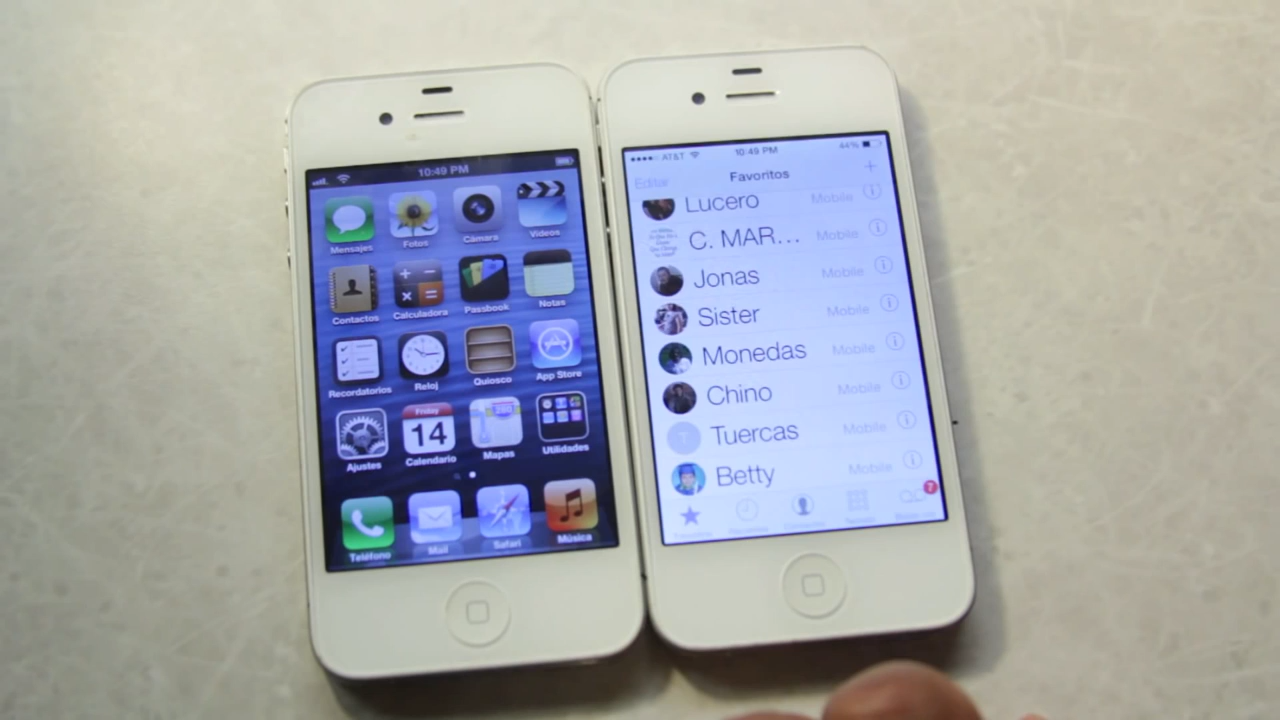 10:49 PM
Mensajes
Fotos
Cámara
Videos
Contactos
Calculadora
Passbook
Notas
Recordatorios
Reloj
Quiosco
App Store
Friday
14
Ajustes
Calendario
Mapas
Utilidades
Teléfono
Mail
Safari
Música
AT&T 10:49 PM 44%
Editar Favoritos +
Lucero Mobile
C. MAR... Mobile
Jonas Mobile
Sister Mobile
Monedas Mobile
Chino Mobile
T Tuercas Mobile
Betty Mobile
7